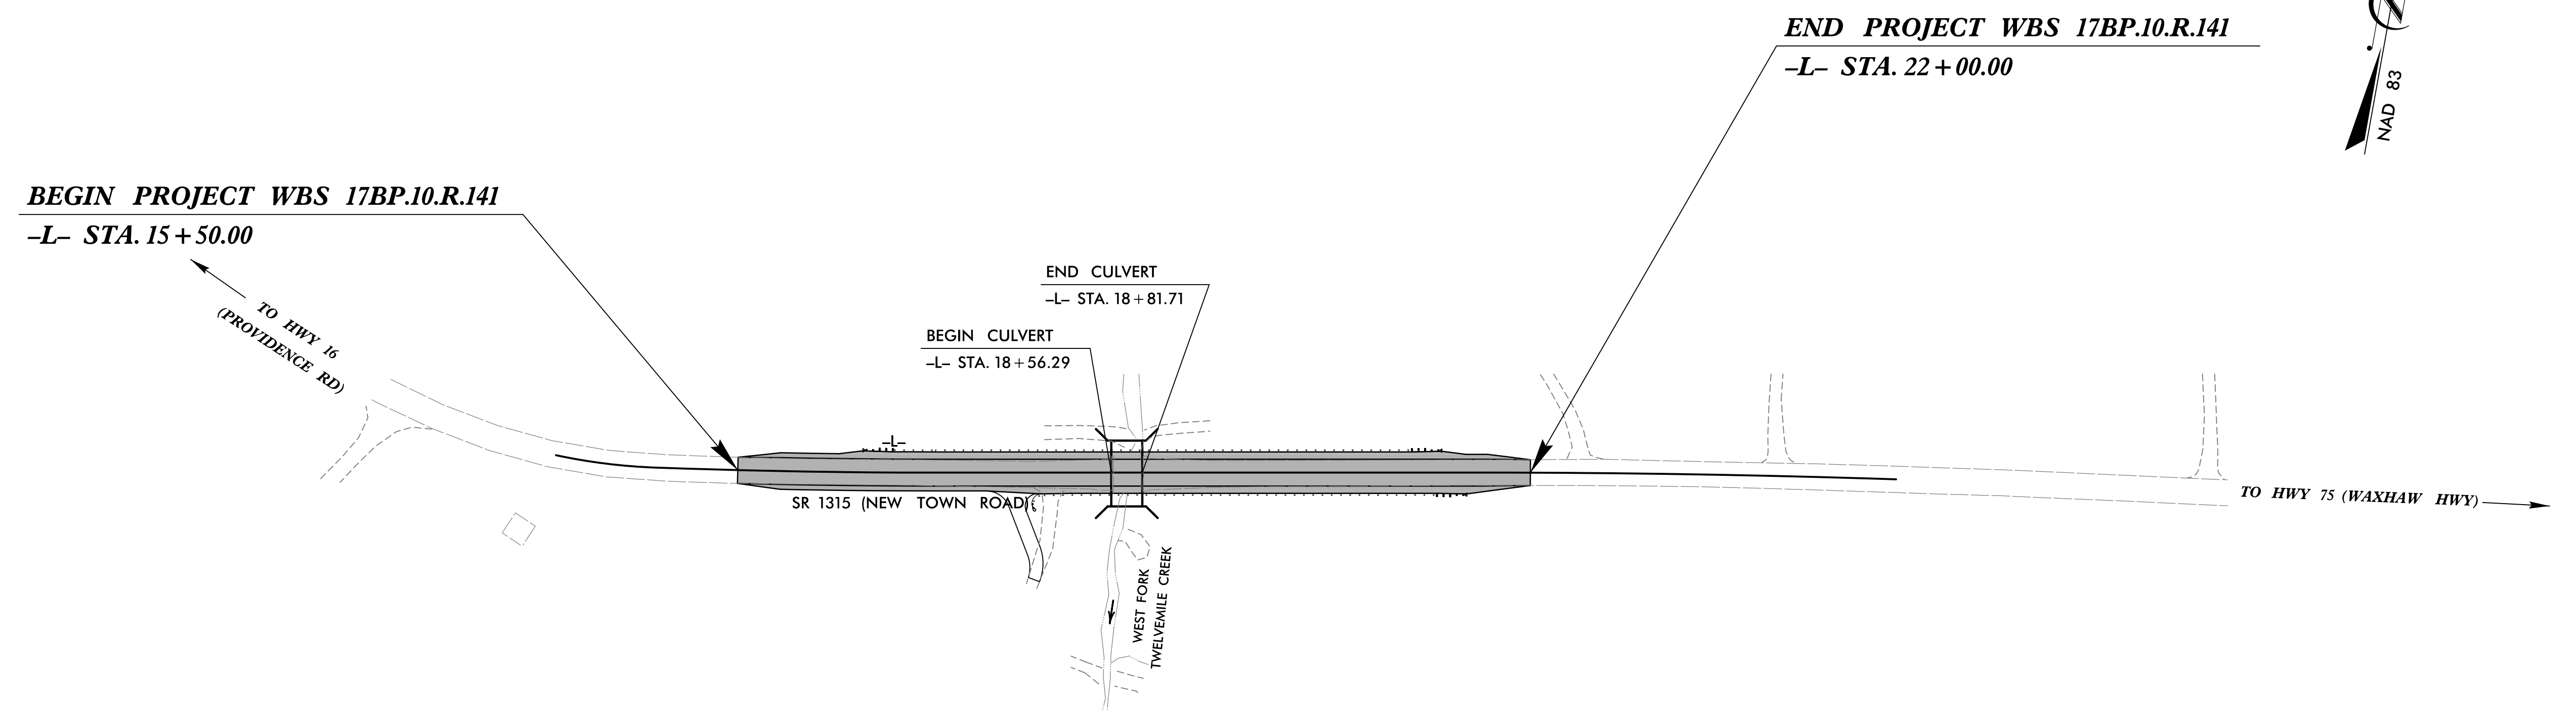 END PROJECT WBS 17BP.10.R.141
–L– STA. 22+00.00
NAD 83
BEGIN PROJECT WBS 17BP.10.R.141
–L– STA. 15+50.00
TO HWY 16
(PROVIDENCE RD)
END CULVERT
–L– STA. 18+81.71
BEGIN CULVERT
–L– STA. 18+56.29
–L–
SR 1315 (NEW TOWN ROAD)
TO HWY 75 (WAXHAW HWY)
WEST FORK
TWELVEMILE CREEK